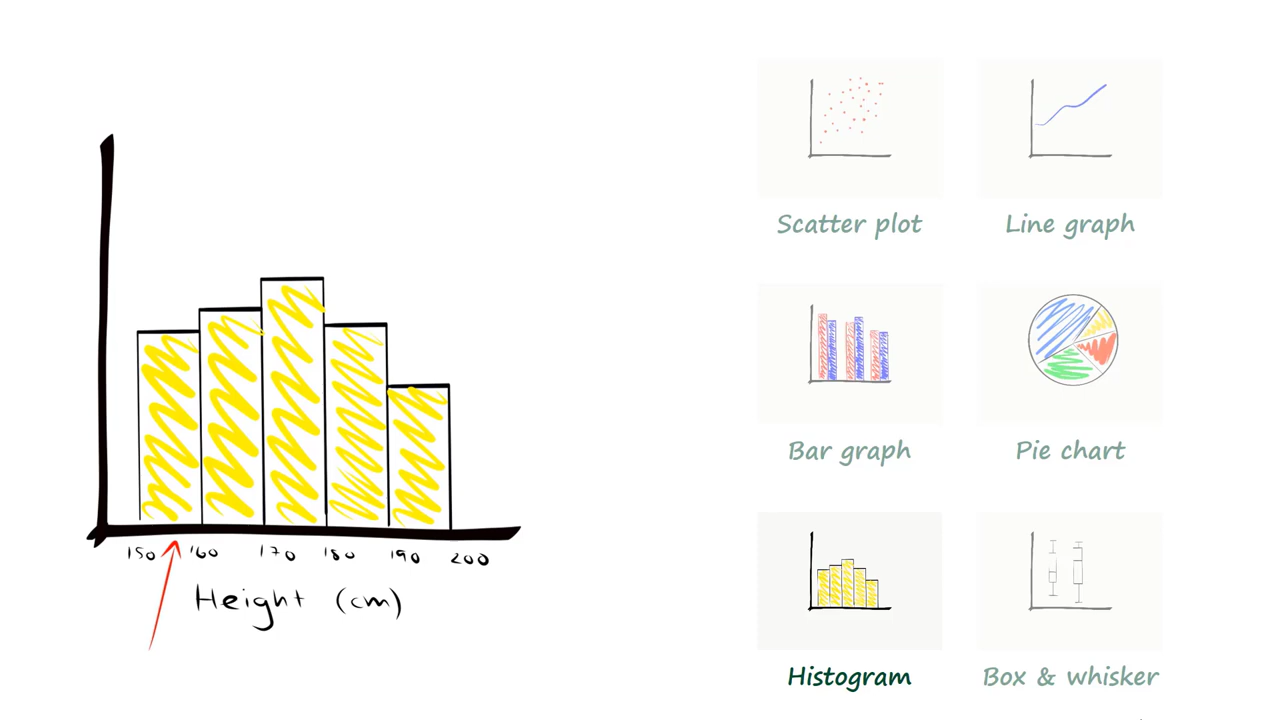 150 160 170 180 190 200
Height (cm)
Scatter plot
Line graph
Bar graph
Pie chart
Histogram
Box & whisker